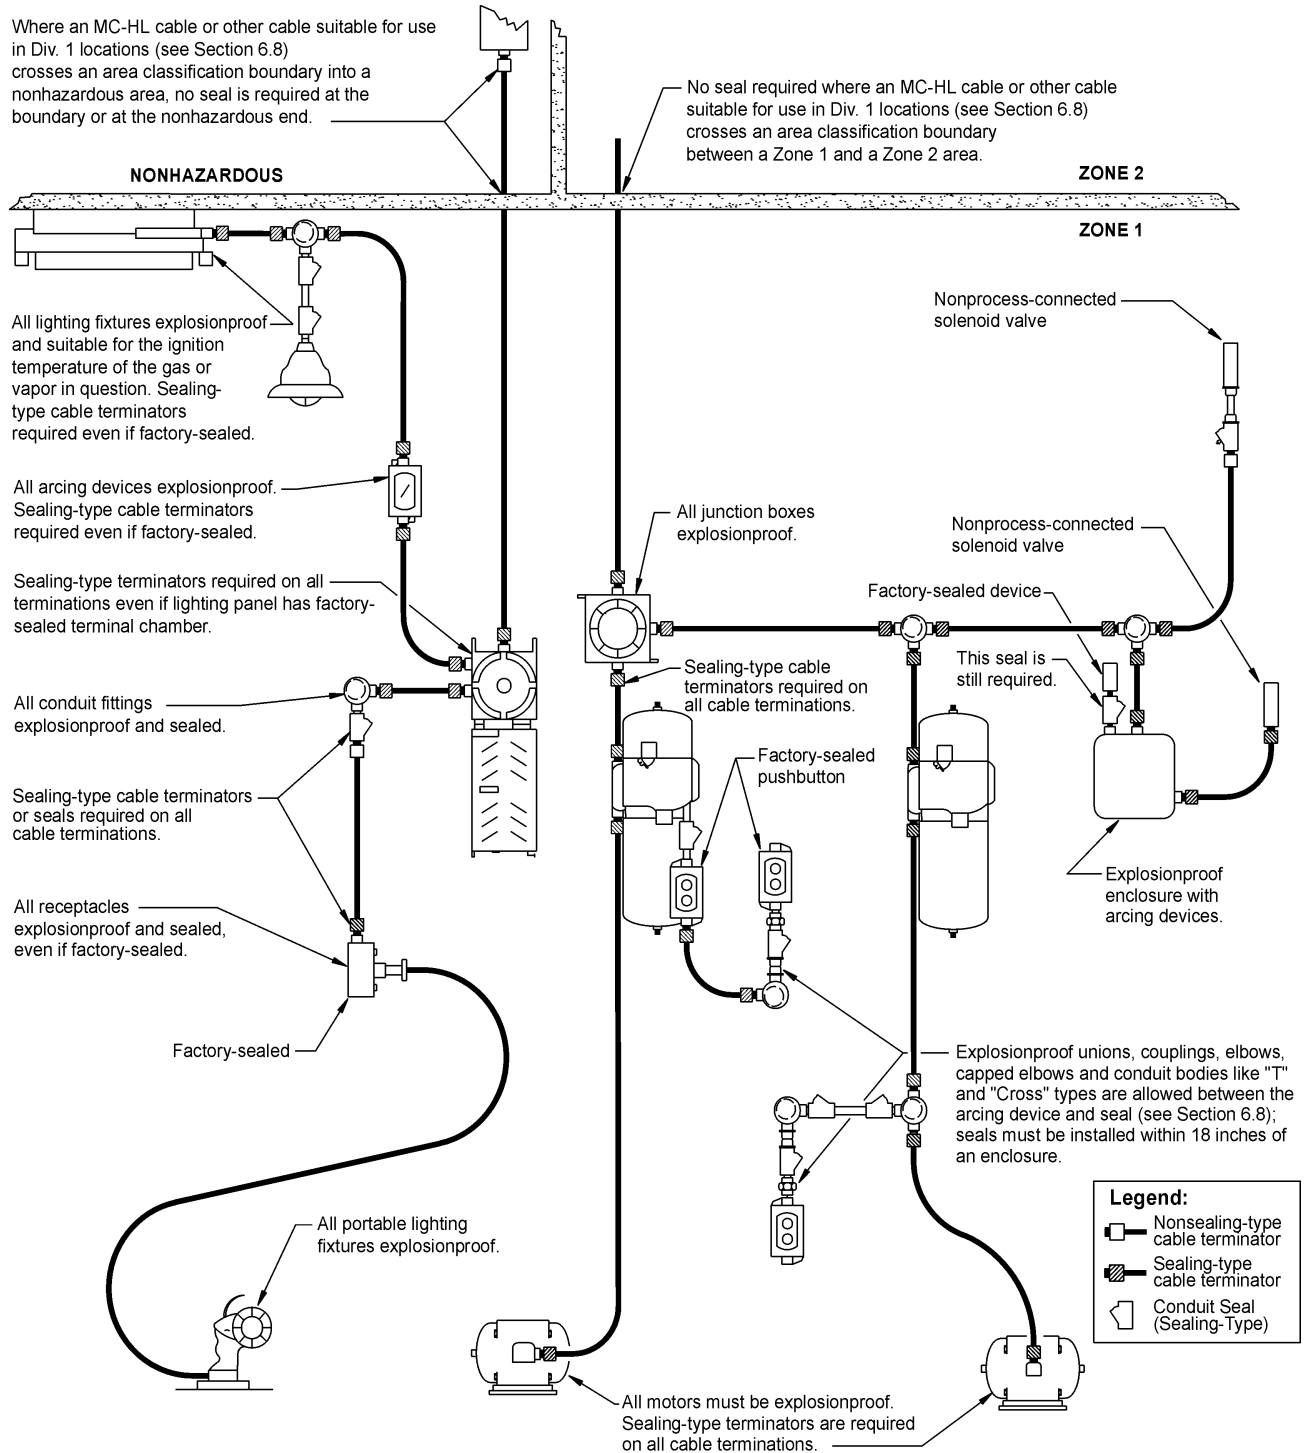 Where an MC-HL cable or other cable suitable for use
in Div. 1 locations (see Section 6.8)
crosses an area classification boundary into a
nonhazardous area, no seal is required at the
boundary or at the nonhazardous end.
No seal required where an MC-HL cable or other cable
suitable for use in Div. 1 locations (see Section 6.8)
crosses an area classification boundary
between a Zone 1 and a Zone 2 area.
NONHAZARDOUS
ZONE 2
ZONE 1
All lighting fixtures explosionproof
and suitable for the ignition
temperature of the gas or
vapor in question. Sealing-
type cable terminators
required even if factory-sealed.
Nonprocess-connected
solenoid valve
All arcing devices explosionproof.
Sealing-type cable terminators
required even if factory-sealed.
All junction boxes
explosionproof.
Nonprocess-connected
solenoid valve
Sealing-type terminators required on all
terminations even if lighting panel has factory-
sealed terminal chamber.
Factory-sealed device
This seal is
still required.
Sealing-type cable
terminators required on
all cable terminations.
All conduit fittings
explosionproof and sealed.
Factory-sealed
pushbutton
Sealing-type cable terminators
or seals required on all
cable terminations.
Explosionproof
enclosure with
arcing devices.
All receptacles
explosionproof and sealed,
even if factory-sealed.
Factory-sealed
Explosionproof unions, couplings, elbows,
capped elbows and conduit bodies like "T"
and "Cross" types are allowed between the
arcing device and seal (see Section 6.8);
seals must be installed within 18 inches of
an enclosure.
All portable lighting
fixtures explosionproof.
Legend:
Nonsealing-type
cable terminator
Sealing-type
cable terminator
Conduit Seal
(Sealing-Type)
All motors must be explosionproof.
Sealing-type terminators are required
on all cable terminations.